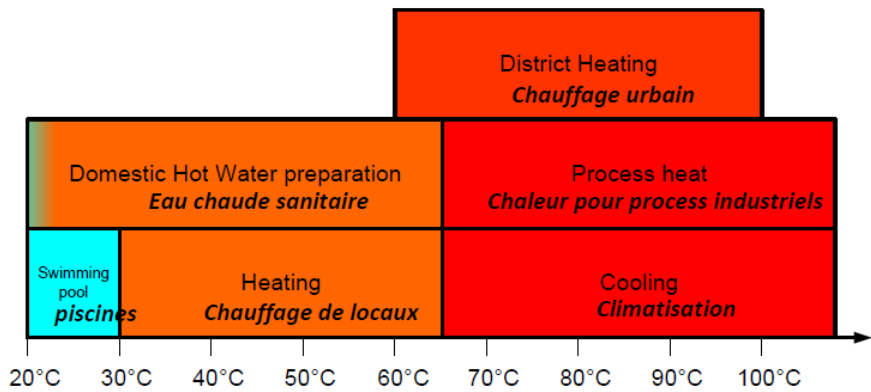 District Heating
Chauffage urbain
Domestic Hot Water preparation
Eau chaude sanitaire
Process heat
Chaleur pour process industriels
Swimming
pool
piscines
Heating
Chauffage de locaux
Cooling
Climatisation
20°C 30°C 40°C 50°C 60°C 70°C 80°C 90°C 100°C